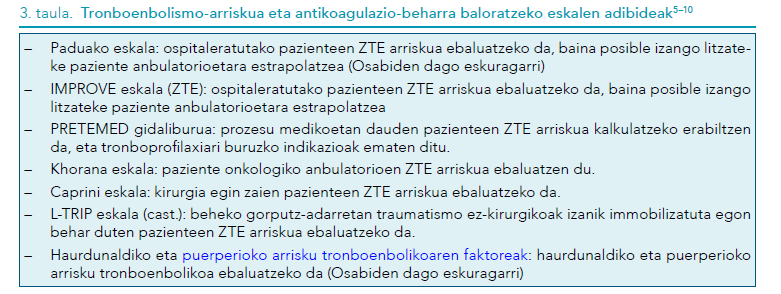 3. taula. Tronboenbolismo-arriskua eta antikoagulazio-beharra baloratzeko eskalen adibideak5–10
– Paduako eskala: ospitaleratutako pazienteen ZTE arriskua ebaluatzeko da, baina posible izango litzate-
ke paziente anbulatorioetara estrapolatzea (Osabiden dago eskuragarri)
– IMPROVE eskala (ZTE): ospitaleratutako pazienteen ZTE arriskua ebaluatzeko da, baina posible izango
litzateke paziente anbulatorioetara estrapolatzea
– PRETEMED gidaliburua: prozesu medikoetan dauden pazienteen ZTE arriskua kalkulatzeko erabiltzen
da, eta tronboprofilaxiari buruzko indikazioak ematen ditu.
– Khorana eskala: paziente onkologiko anbulatorioen ZTE arriskua ebaluatzen du.
– Caprini eskala: kirurgia egin zaien pazienteen ZTE arriskua ebaluatzeko da.
– L-TRIP eskala (cast.): beheko gorputz-adarretan traumatismo ez-kirurgikoak izanik immobilizatuta egon
behar duten pazienteen ZTE arriskua ebaluatzeko da.
– Haurdunaldiko eta puerperioko arrisku tronboenbolikoaren faktoreak: haurdunaldiko eta puerperioko
arrisku tronboenbolikoa ebaluatzeko da (Osabiden dago eskuragarri)